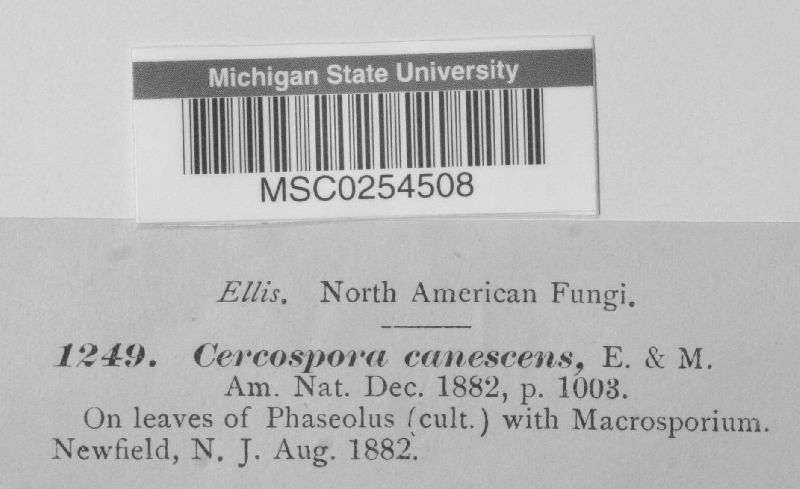 Michigan State University
MSC0254508
Ellis. North American Fungi.
1249. Cercospora canescens, E. & M.
Am. Nat. Dec. 1882, p. 1003.
On leaves of Phaseolus (cult.) with Macrosporium.
Newfield, N. J. Aug. 1882.